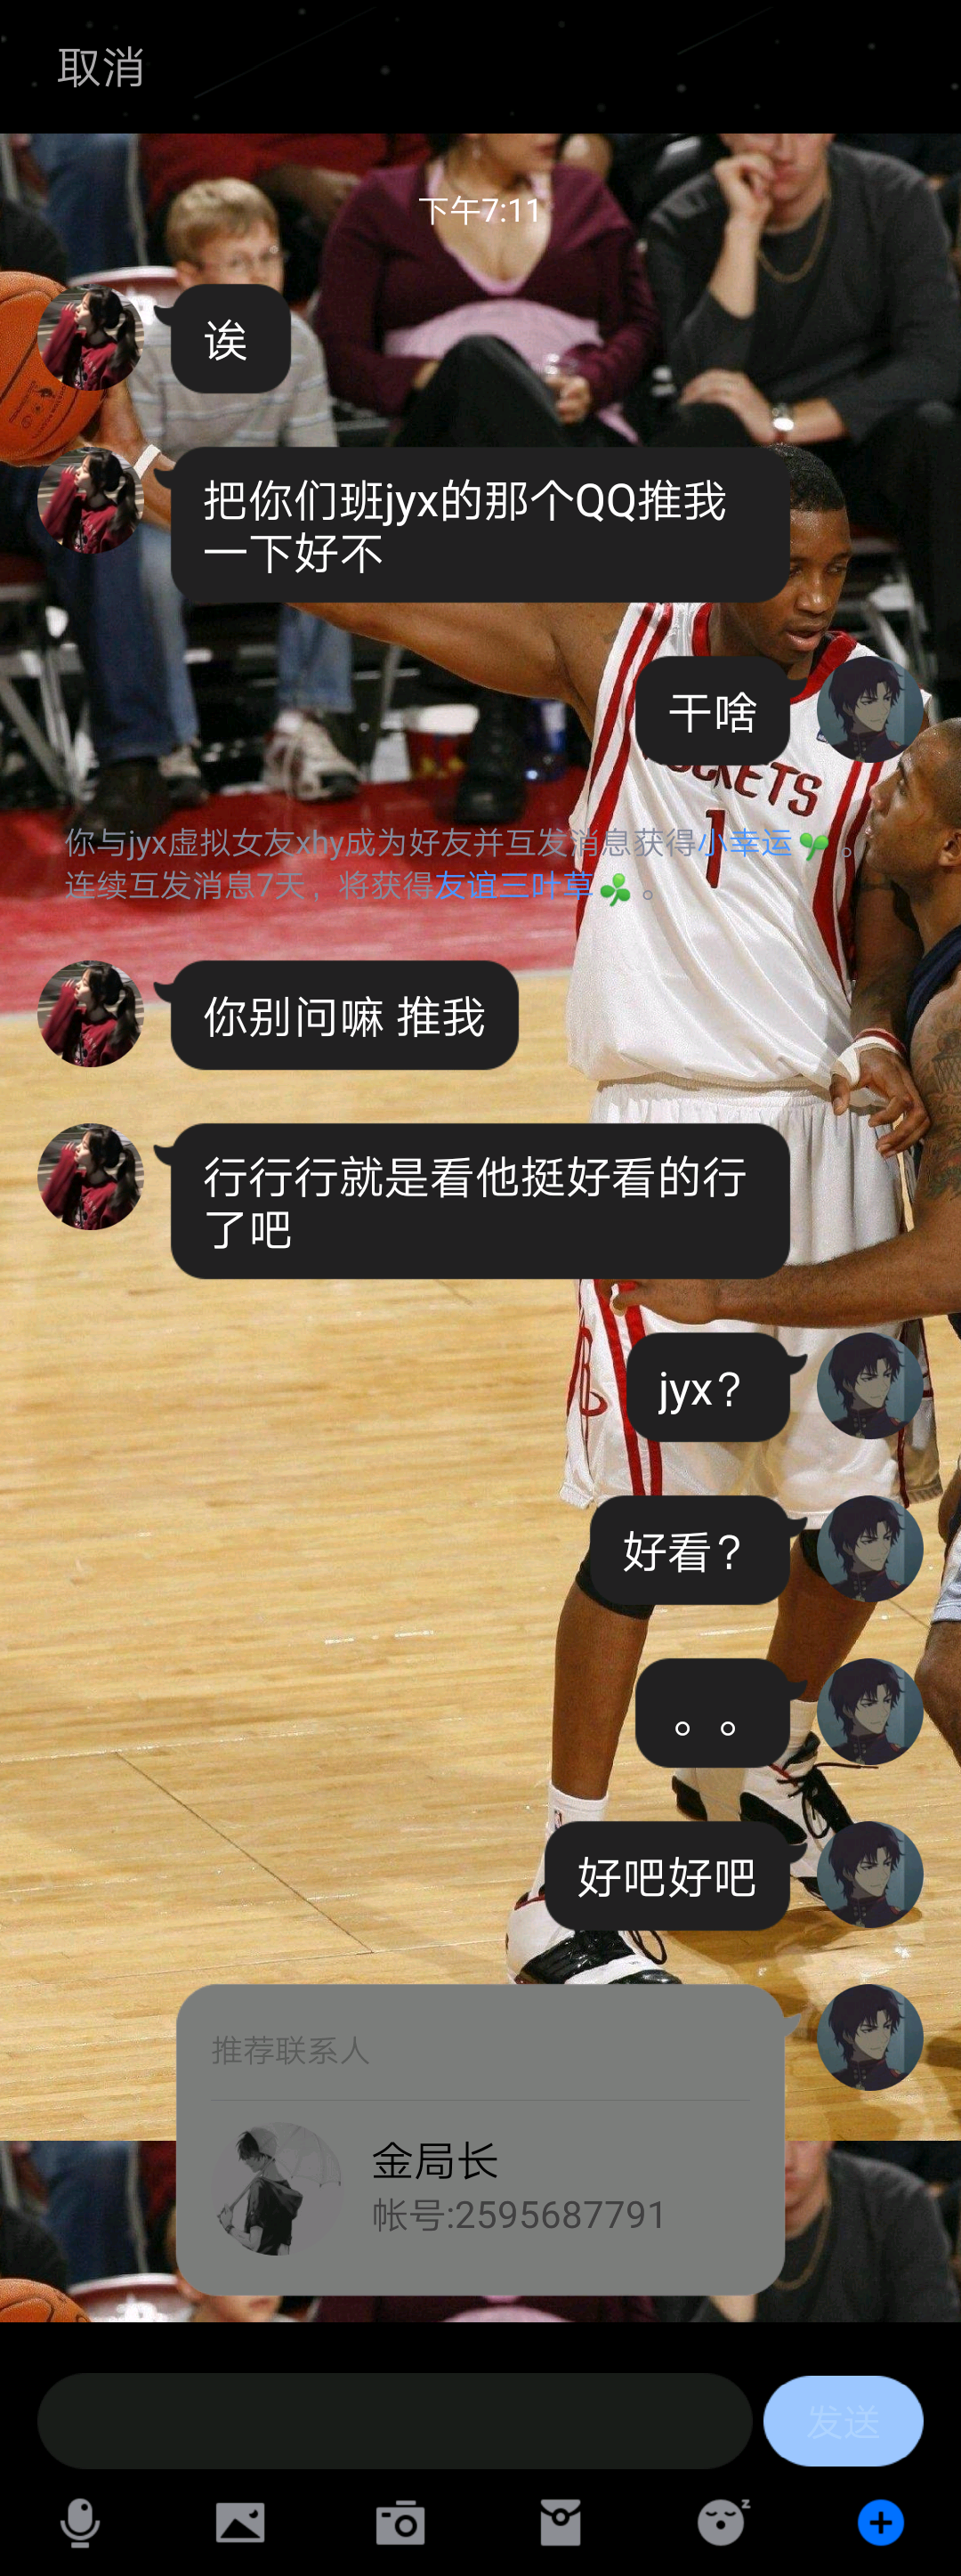 取消
下午7:11
诶
把你们班jyx的那个QQ推我
一下好不
干啥
ROCKETS
1
你与jyx虚拟女友xhy成为好友并互发消息获得小幸运。
连续互发消息7天，将获得友谊三叶草。
你别问嘛 推我
行行行就是看他挺好看的行
了吧
jyx？
好看？
。。
好吧好吧
推荐联系人
金局长
帐号:2595687791
发送